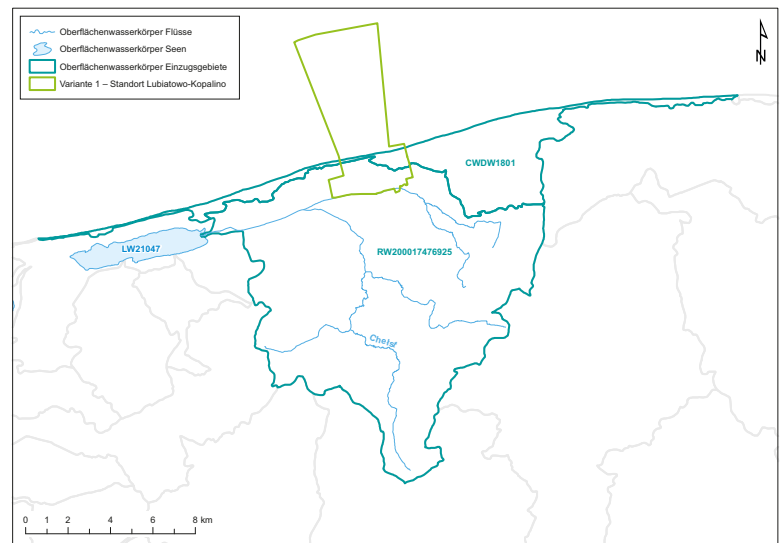 Oberflächenwasserkörper Flüsse
Oberflächenwasserkörper Seen
Oberflächenwasserkörper Einzugsgebiete
Variante 1 – Standort Lubiatowo-Kopalino
N
CWDW1801
LW21047
RW200017476925
Chełst
0 1 2 4 6 8 km